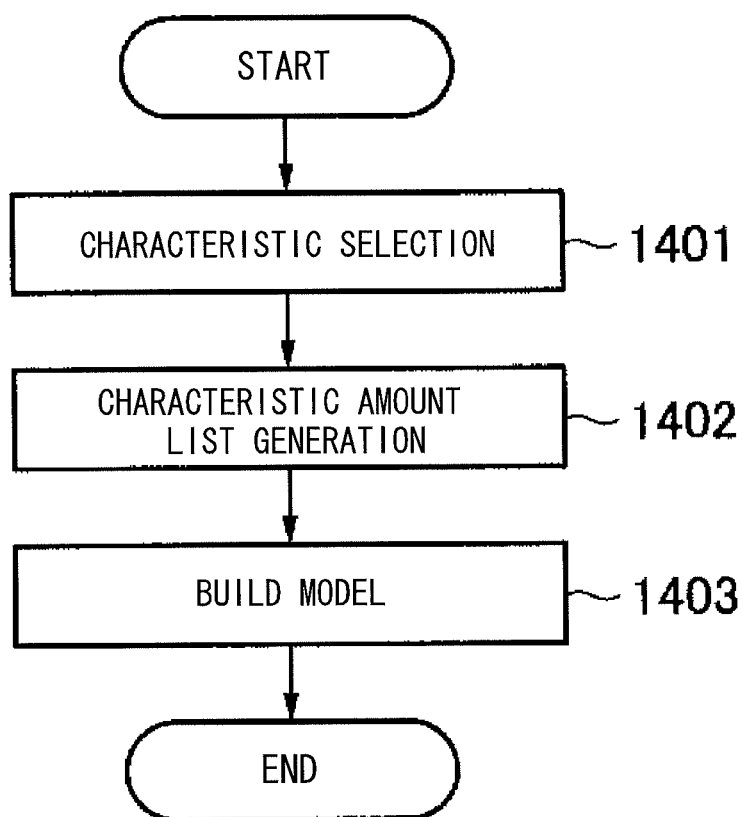 START
CHARACTERISTIC SELECTION
1401
CHARACTERISTIC AMOUNT
LIST GENERATION
1402
BUILD MODEL
1403
END